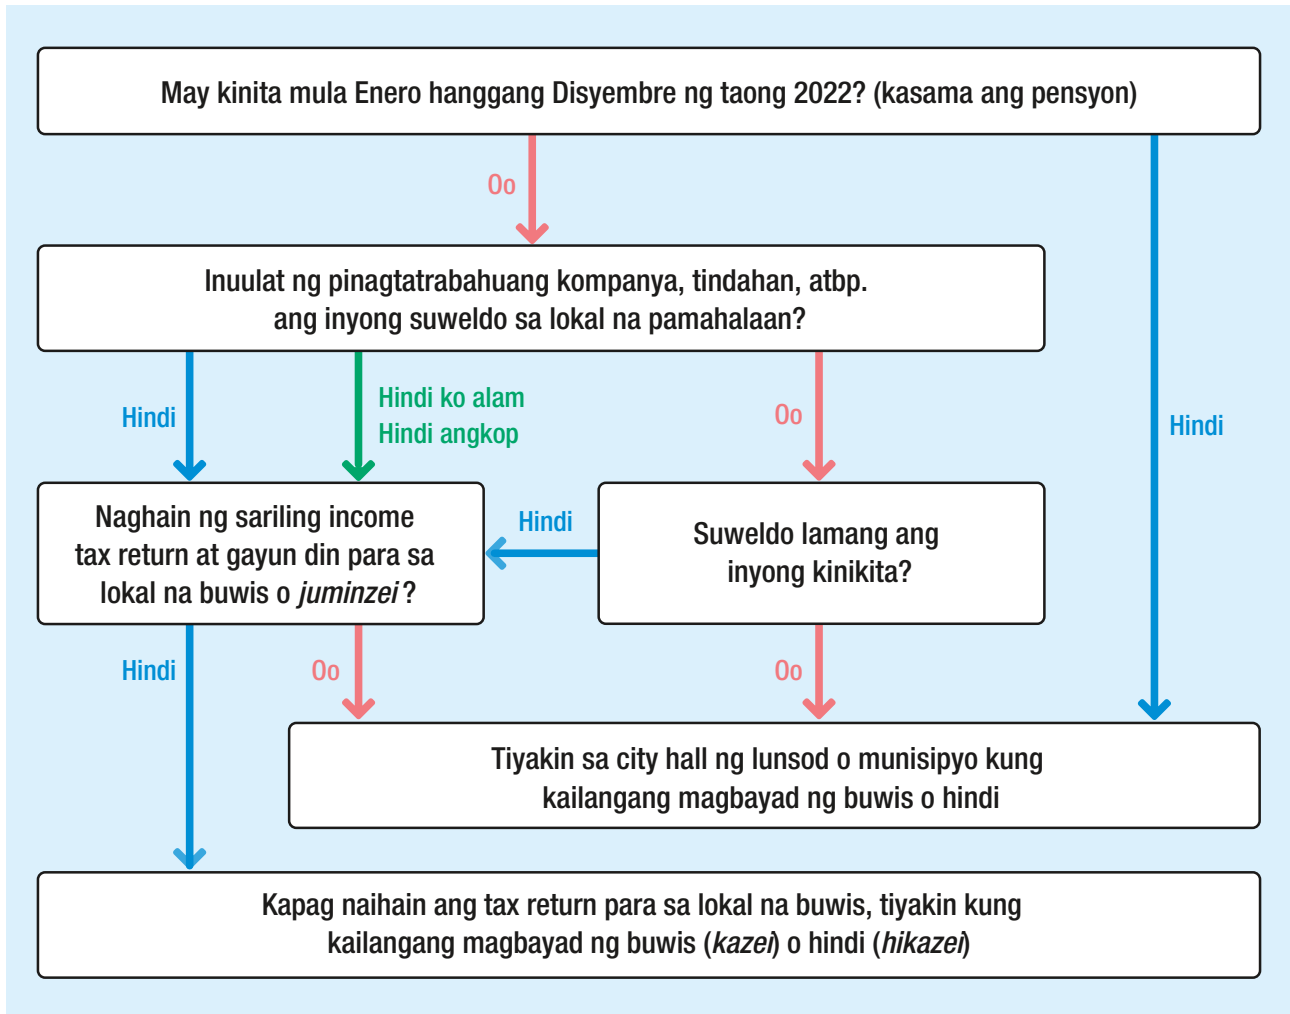 May kinita mula Enero hanggang Disyembre ng taong 2022? (kasama ang pensyon)
Oo
Inuulat ng pinagtatrabahuang kompanya, tindahan, atbp.
ang inyong suweldo sa lokal na pamahalaan?
Hindi
Hindi ko alam
Hindi angkop
Oo
Hindi
Naghain ng sariling income
tax return at gayun din para sa
lokal na buwis o juminzei?
Hindi
Suweldo lamang ang
inyong kinikita?
Hindi
Oo
Oo
Tiyakin sa city hall ng lunsod o munisipyo kung
kailangang magbayad ng buwis o hindi
Kapag naihain ang tax return para sa lokal na buwis, tiyakin kung
kailangang magbayad ng buwis (kazei) o hindi (hikazei)